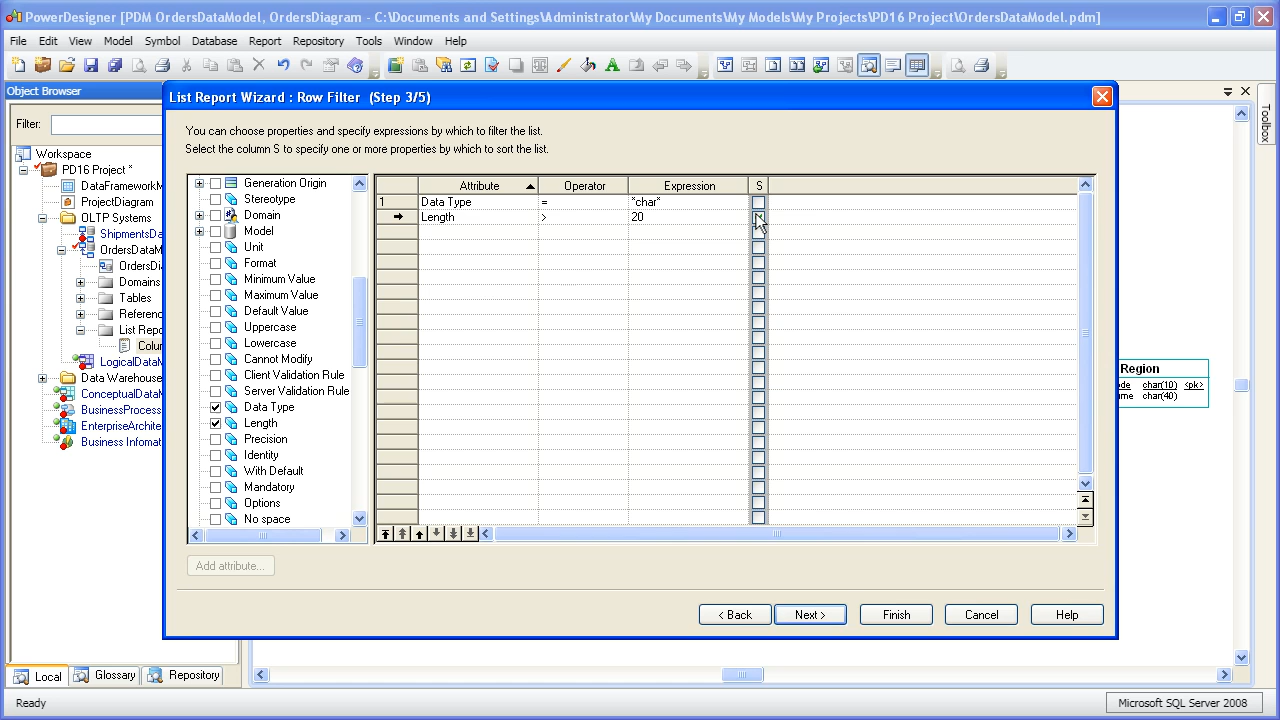 PowerDesigner [PDM OrdersDataModel, OrdersDiagram - C:\Documents and Settings\Administrator\My Documents\My Models\My Projects\PD16 Project\OrdersDataModel.pdm]
File Edit View Model Symbol Database Report Repository Tools Window Help
Object Browser
Filter:
Workspace
PD16 Project *
DataFrameworkM
ProjectDiagram
OLTP Systems
ShipmentsDa
OrdersDataM
OrdersDi
Domains
Tables
Referenc
List Repo
Colum
LogicalDataM
Data Warehouse
ConceptualDataM
BusinessProcess
EnterpriseArchite
Business Informat
Local Glossary Repository
Toolbox
List Report Wizard : Row Filter (Step 3/5)
You can choose properties and specify expressions by which to filter the list.
Select the column S to specify one or more properties by which to sort the list.
Generation Origin
Stereotype
Domain
Model
Unit
Format
Minimum Value
Maximum Value
Default Value
Uppercase
Lowercase
Cannot Modify
Client Validation Rule
Server Validation Rule
Data Type
Length
Precision
Identity
With Default
Mandatory
Options
No space
Attribute Operator Expression S
1 Data Type = *char*
Length > 20
Add attribute...
< Back Next > Finish Cancel Help
Region
ode char(10) <pk>
ame char(40)
Ready
Microsoft SQL Server 2008